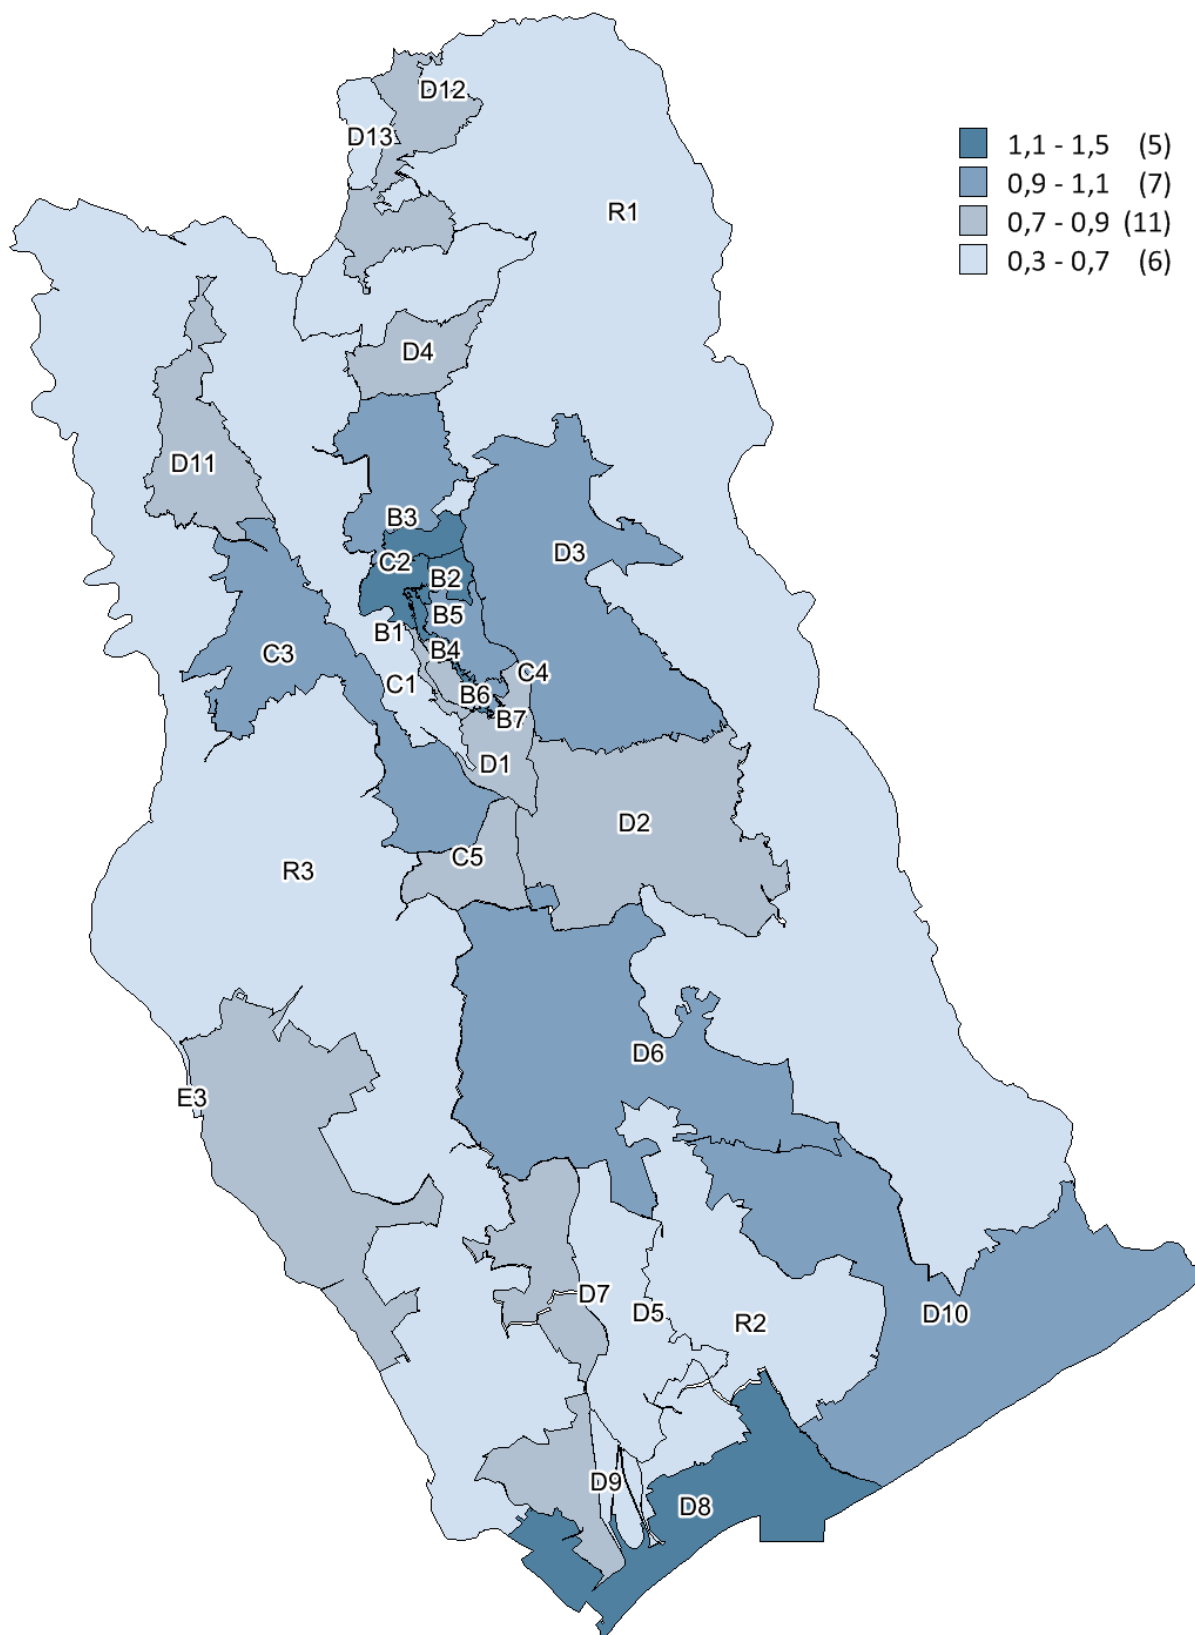 D12
D13
1,1 - 1,5 (5)
0,9 - 1,1 (7)
R1
0,7 - 0,9 (11)
0,3 - 0,7 (6)
D4
D11
B3
D3
C2
B2
B5
B1
B4
C3
C4
C1
B6
B7
D1
D2
C5
R3
D6
E3
D7
D5
D10
R2
D9
D8